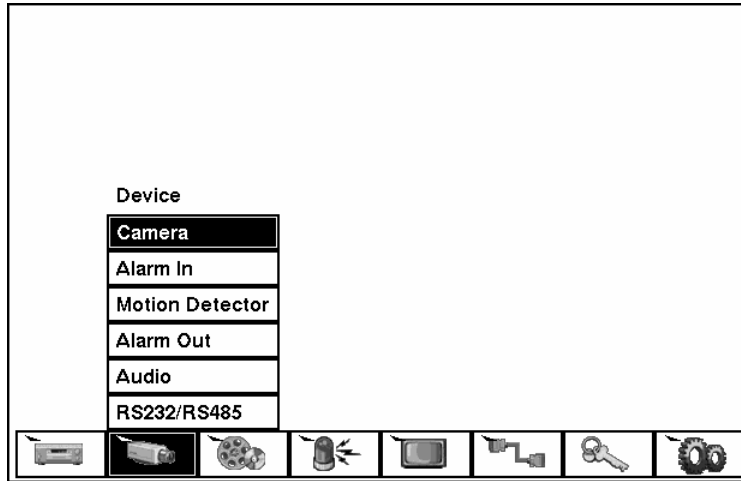 Device
Camera
Alarm In
Motion Detector
Alarm Out
Audio
RS232/RS485